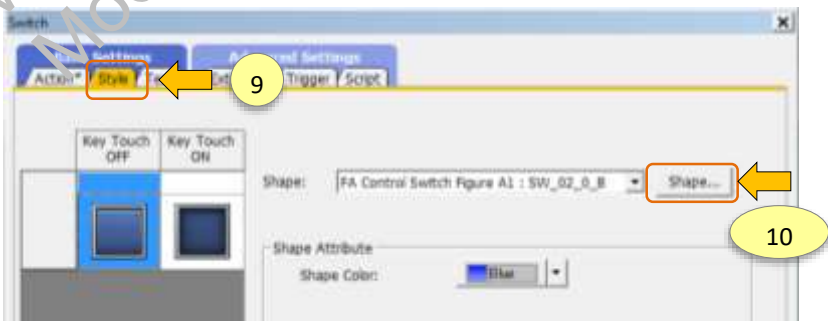 Switch
Settings
Advanced Settings
Action* Style Trigger Script
9
Key Touch OFF
Key Touch ON
Shape: FA Control Switch Figure A1 : SW_02_0_B Shape...
10
Shape Attribute
Shape Color: Blue